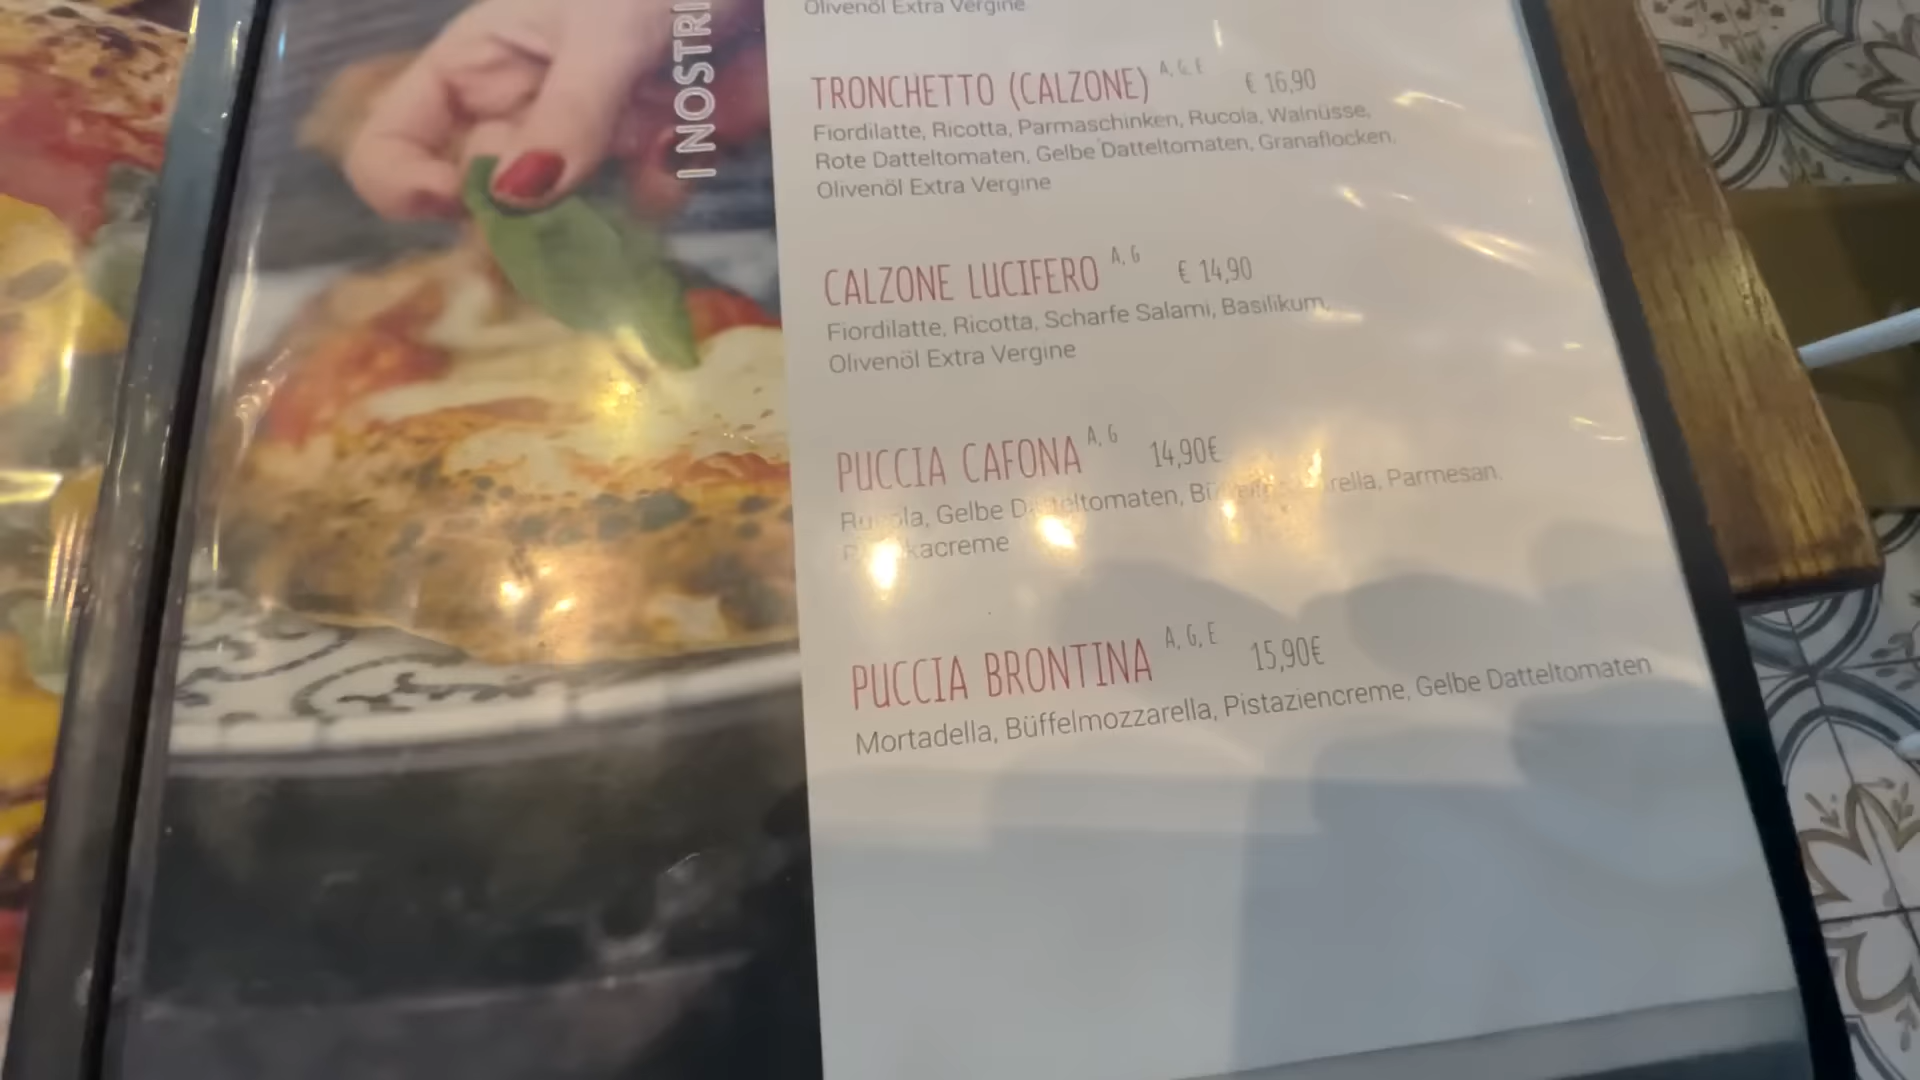 I NOSTRI
Olivenöl Extra Vergine
TRONCHETTO (CALZONE) A, G, E € 16,90
Fiordilatte, Ricotta, Parmaschinken, Rucola, Walnüsse,
Rote Datteltomaten, Gelbe Datteltomaten, Granaflocken,
Olivenöl Extra Vergine
CALZONE LUCIFERO A, G € 14,90
Fiordilatte, Ricotta, Scharfe Salami, Basilikum,
Olivenöl Extra Vergine
PUCCIA CAFONA A, G 14,90€
Rucola, Gelbe Datteltomaten, Parmesan,
PUCCIA BRONTINA A, G, E 15,90€
Mortadella, Büffelmozzarella, Pistaziencreme, Gelbe Datteltomaten